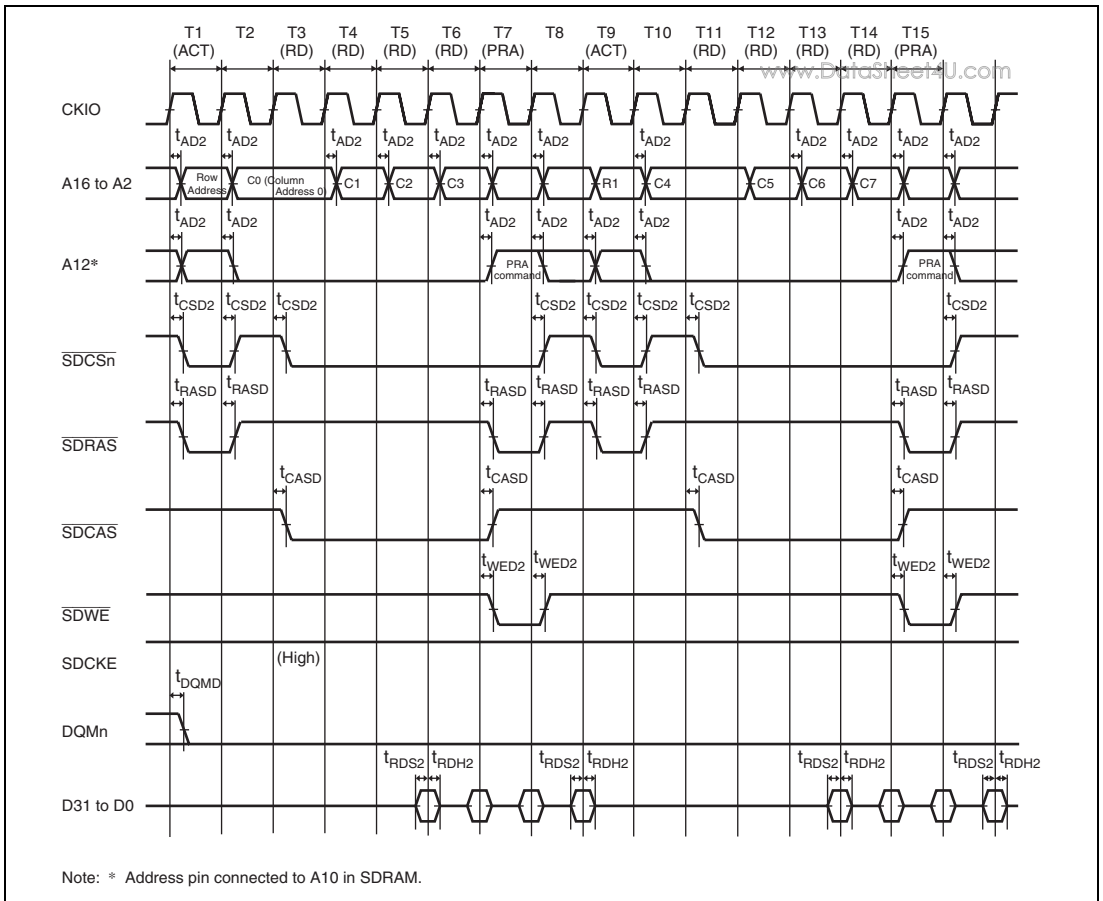 T1 T2 T3 T4 T5 T6 T7 T8 T9 T10 T11 T12 T13 T14 T15
(ACT) (RD) (RD) (RD) (RD) (PRA) (ACT) (RD) (RD) (RD) (RD) (PRA)
www.DataSheet4U.com
CKIO
tAD2 tAD2 tAD2 tAD2 tAD2 tAD2 tAD2 tAD2 tAD2 tAD2 tAD2 tAD2 tAD2
A16 to A2 Row Address C0 (Column Address 0) C1 C2 C3 R1 C4 C5 C6 C7
tAD2 tAD2 tAD2 tAD2 tAD2 tAD2 tAD2 tAD2
A12* PRA command PRA command
tCSD2 tCSD2 tCSD2 tCSD2 tCSD2 tCSD2 tCSD2 tCSD2
SDCSn
tRASD tRASD tRASD tRASD tRASD tRASD tRASD tRASD
SDRAS
tCASD tCASD tCASD tCASD
SDCAS
tWED2 tWED2 tWED2 tWED2
SDWE
SDCKE (High)
tDQMD
DQMn
tRDS2 tRDH2 tRDS2 tRDH2 tRDS2 tRDH2 tRDS2 tRDH2
D31 to D0
Note: * Address pin connected to A10 in SDRAM.